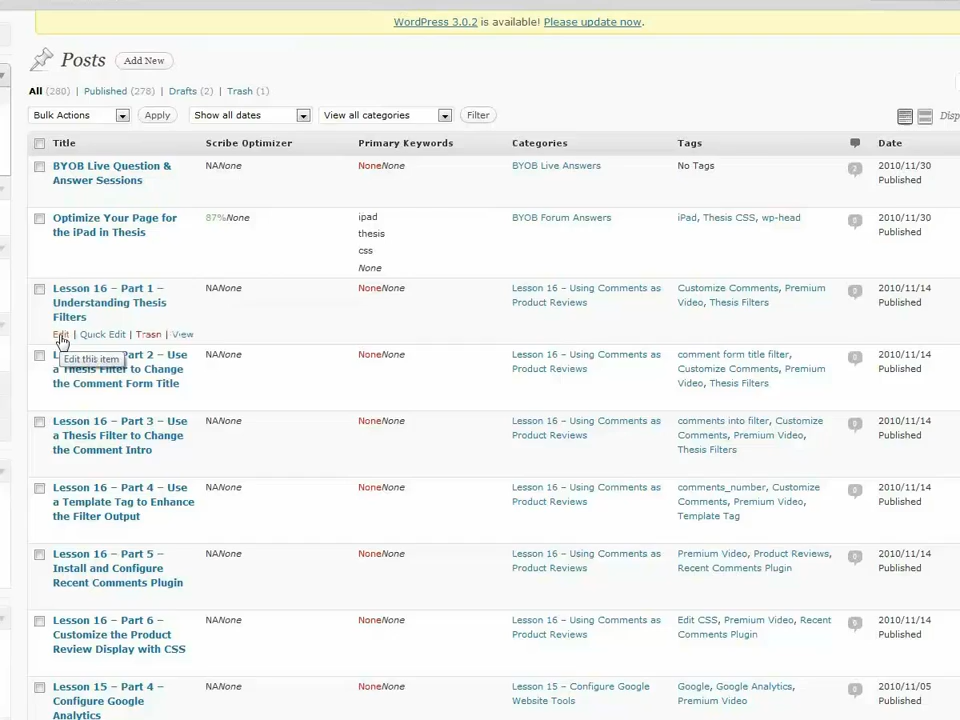 WordPress 3.0.2 is available! Please update now.
Posts Add New
All (280) | Published (278) | Drafts (2) | Trash (1)
Bulk Actions Apply Show all dates View all categories Filter
Title Scribe Optimizer Primary Keywords Categories Tags Date
BYOB Live Question & NANone NoneNone BYOB Live Answers No Tags 2 2010/11/30
Answer Sessions Published
Optimize Your Page for 87%None ipad BYOB Forum Answers iPad, Thesis CSS, wp-head 0 2010/11/30
the iPad in Thesis thesis Published
css
None
Lesson 16 – Part 1 – NANone NoneNone Lesson 16 – Using Comments as Customize Comments, Premium 0 2010/11/14
Understanding Thesis Product Reviews Video, Thesis Filters Published
Filters
Edit | Quick Edit | Trash | View
Edit this item
Part 2 – Use NANone NoneNone Lesson 16 – Using Comments as comment form title filter, 0 2010/11/14
a Thesis Filter to Change Product Reviews Customize Comments, Premium Published
the Comment Form Title Video, Thesis Filters
Lesson 16 – Part 3 – Use NANone NoneNone Lesson 16 – Using Comments as comments into filter, Customize 0 2010/11/14
a Thesis Filter to Change Product Reviews Comments, Premium Video, Published
the Comment Intro Thesis Filters
Lesson 16 – Part 4 – Use NANone NoneNone Lesson 16 – Using Comments as comments_number, Customize 0 2010/11/14
a Template Tag to Enhance Product Reviews Comments, Premium Video, Published
the Filter Output Template Tag
Lesson 16 – Part 5 – NANone NoneNone Lesson 16 – Using Comments as Premium Video, Product Reviews, 0 2010/11/14
Install and Configure Product Reviews Recent Comments Plugin Published
Recent Comments Plugin
Lesson 16 – Part 6 – NANone NoneNone Lesson 16 – Using Comments as Edit CSS, Premium Video, Recent 2010/11/14
Customize the Product Product Reviews Comments Plugin Published
Review Display with CSS
Lesson 15 – Part 4 – NANone NoneNone Lesson 15 – Configure Google Google, Google Analytics, 0 2010/11/05
Configure Google Website Tools Premium Video Published
Analytics